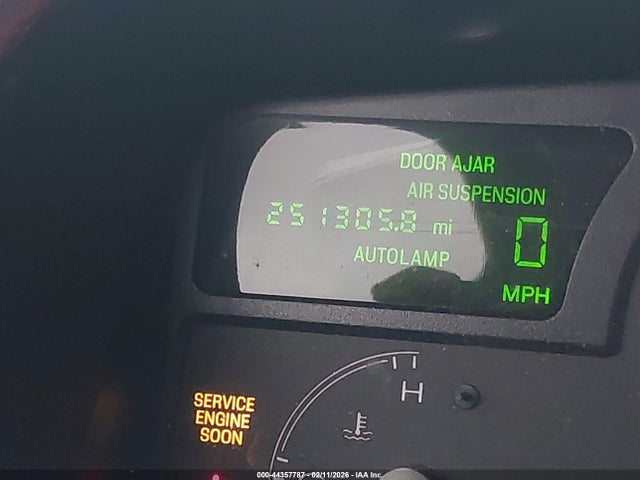 DOOR AJAR
AIR SUSPENSION
251305.8 mi
0
AUTOLAMP
MPH
H
SERVICE
ENGINE
SOON
000-44357787 - 02/11/2026 - IAA Inc.